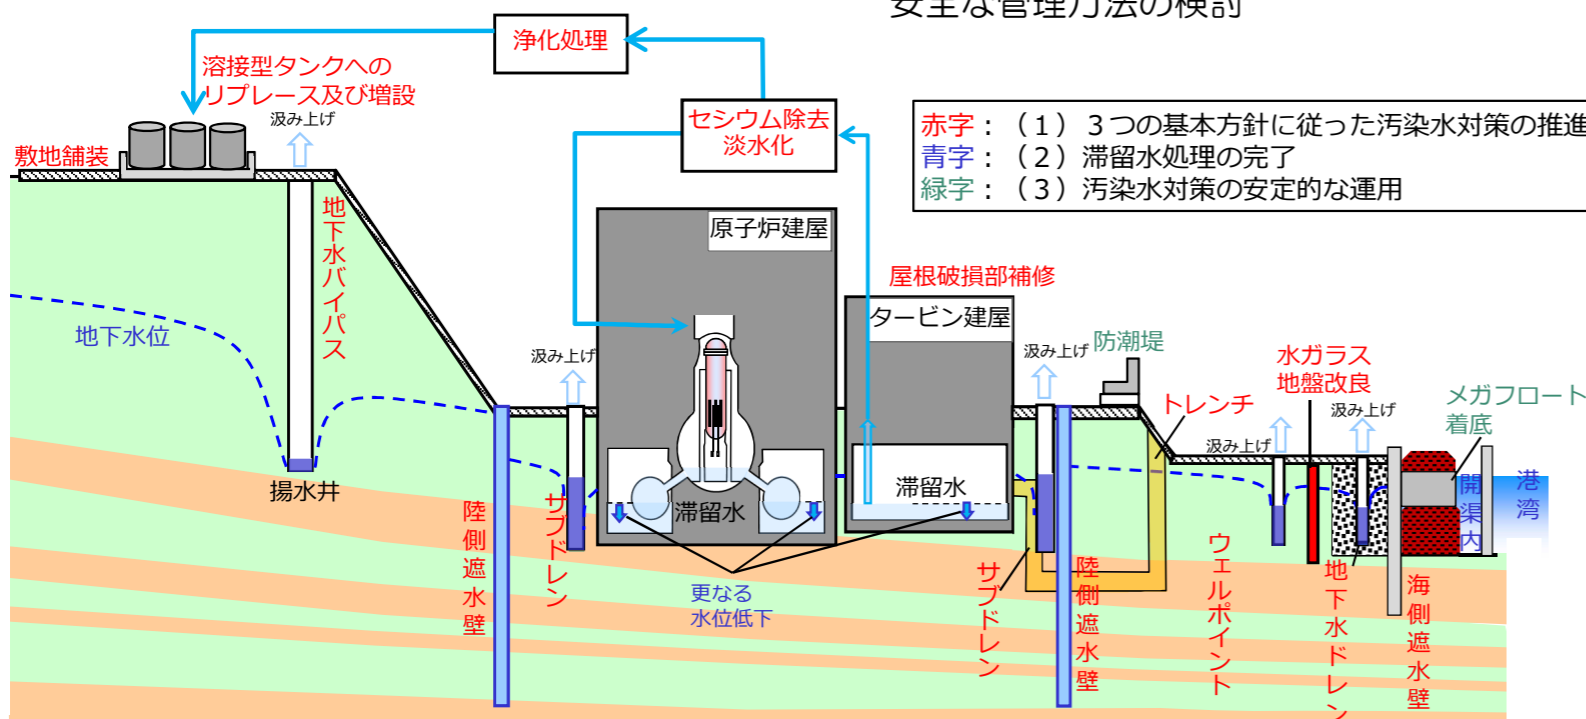 安全な管理方法の検討
浄化処理
溶接型タンクへの
リプレース及び増設
汲み上げ
敷地舗装
セシウム除去
淡水化
赤字：（1）３つの基本方針に従った汚染水対策の推進
青字：（2）滞留水処理の完了
緑字：（3）汚染水対策の安定的な運用
地下水バイパス
原子炉建屋
屋根破損部補修
タービン建屋
地下水位
汲み上げ
汲み上げ
防潮堤
水ガラス
地盤改良
メガフロート
着底
トレンチ
汲み上げ
汲み上げ
揚水井
滞留水
滞留水
開渠内
港湾
陸側遮水壁
サブドレン
更なる
水位低下
サブドレン
陸側遮水壁
ウェルポイント
地下水ドレン
海側遮水壁